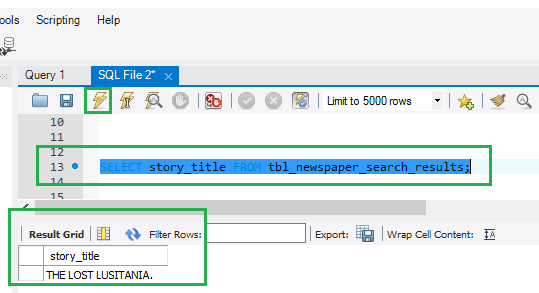 ools Scripting Help
Query 1 SQL File 2*
Limit to 5000 rows
10
11
12
13 SELECT story_title FROM tbl_newspaper_search_results;
14
15
Result Grid Filter Rows: Export: Wrap Cell Content: IA
story_title
THE LOST LUSITANIA.